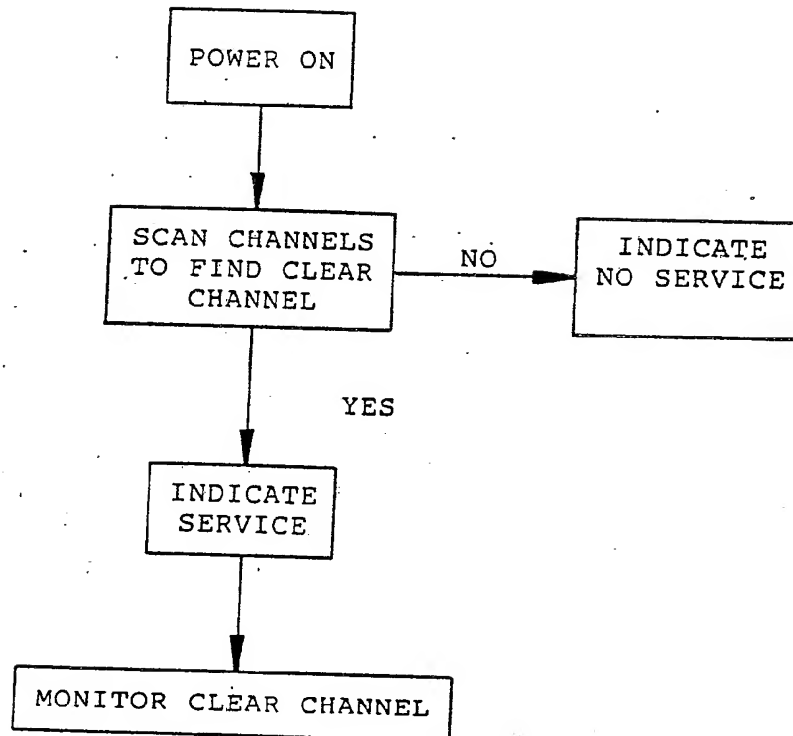 POWER ON
SCAN CHANNELS
TO FIND CLEAR
CHANNEL
NO
INDICATE
NO SERVICE
YES
INDICATE
SERVICE
MONITOR CLEAR CHANNEL